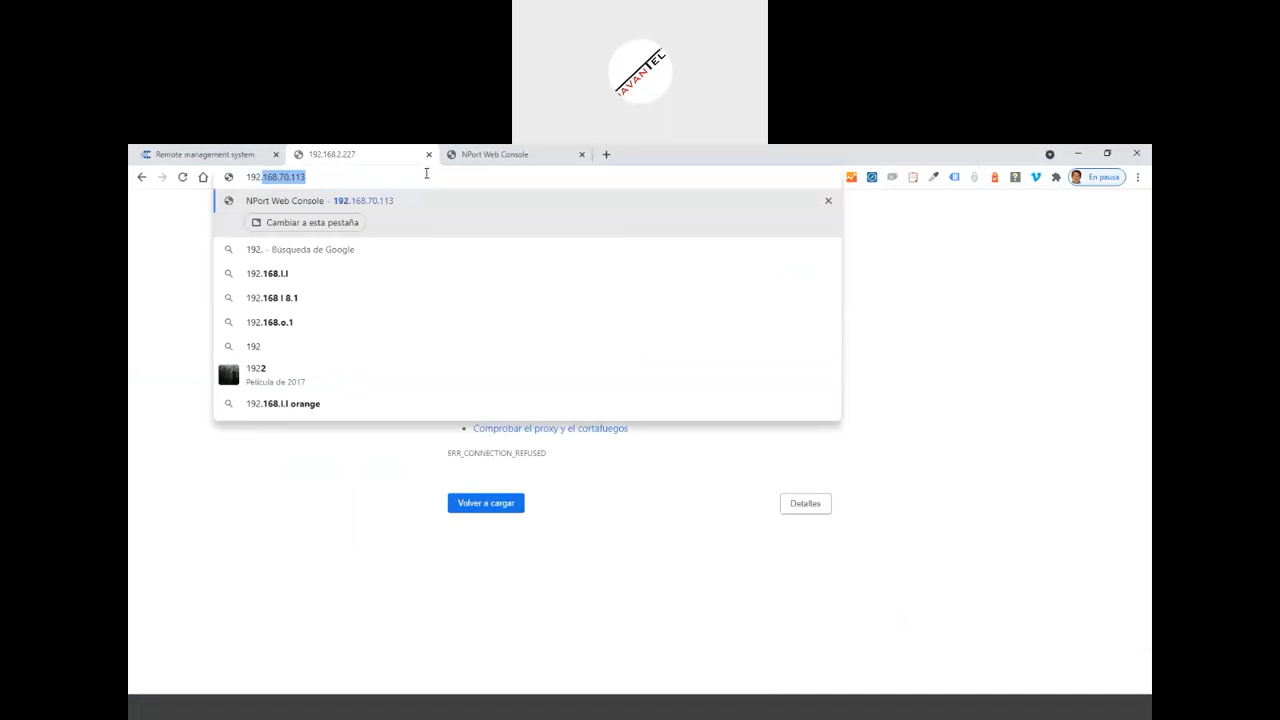 AVANTEL
Remote management system
192.168.2.227
NPort Web Console
192.168.70.113
En pausa
NPort Web Console - 192.168.70.113
Cambiar a esta pestaña
192. - Búsqueda de Google
192.168.l.l
192.168 l 8.1
192.168.o.1
192
1922
Película de 2017
192.168.l.l orange
Comprobar el proxy y el cortafuegos
ERR_CONNECTION_REFUSED
Volver a cargar
Detalles